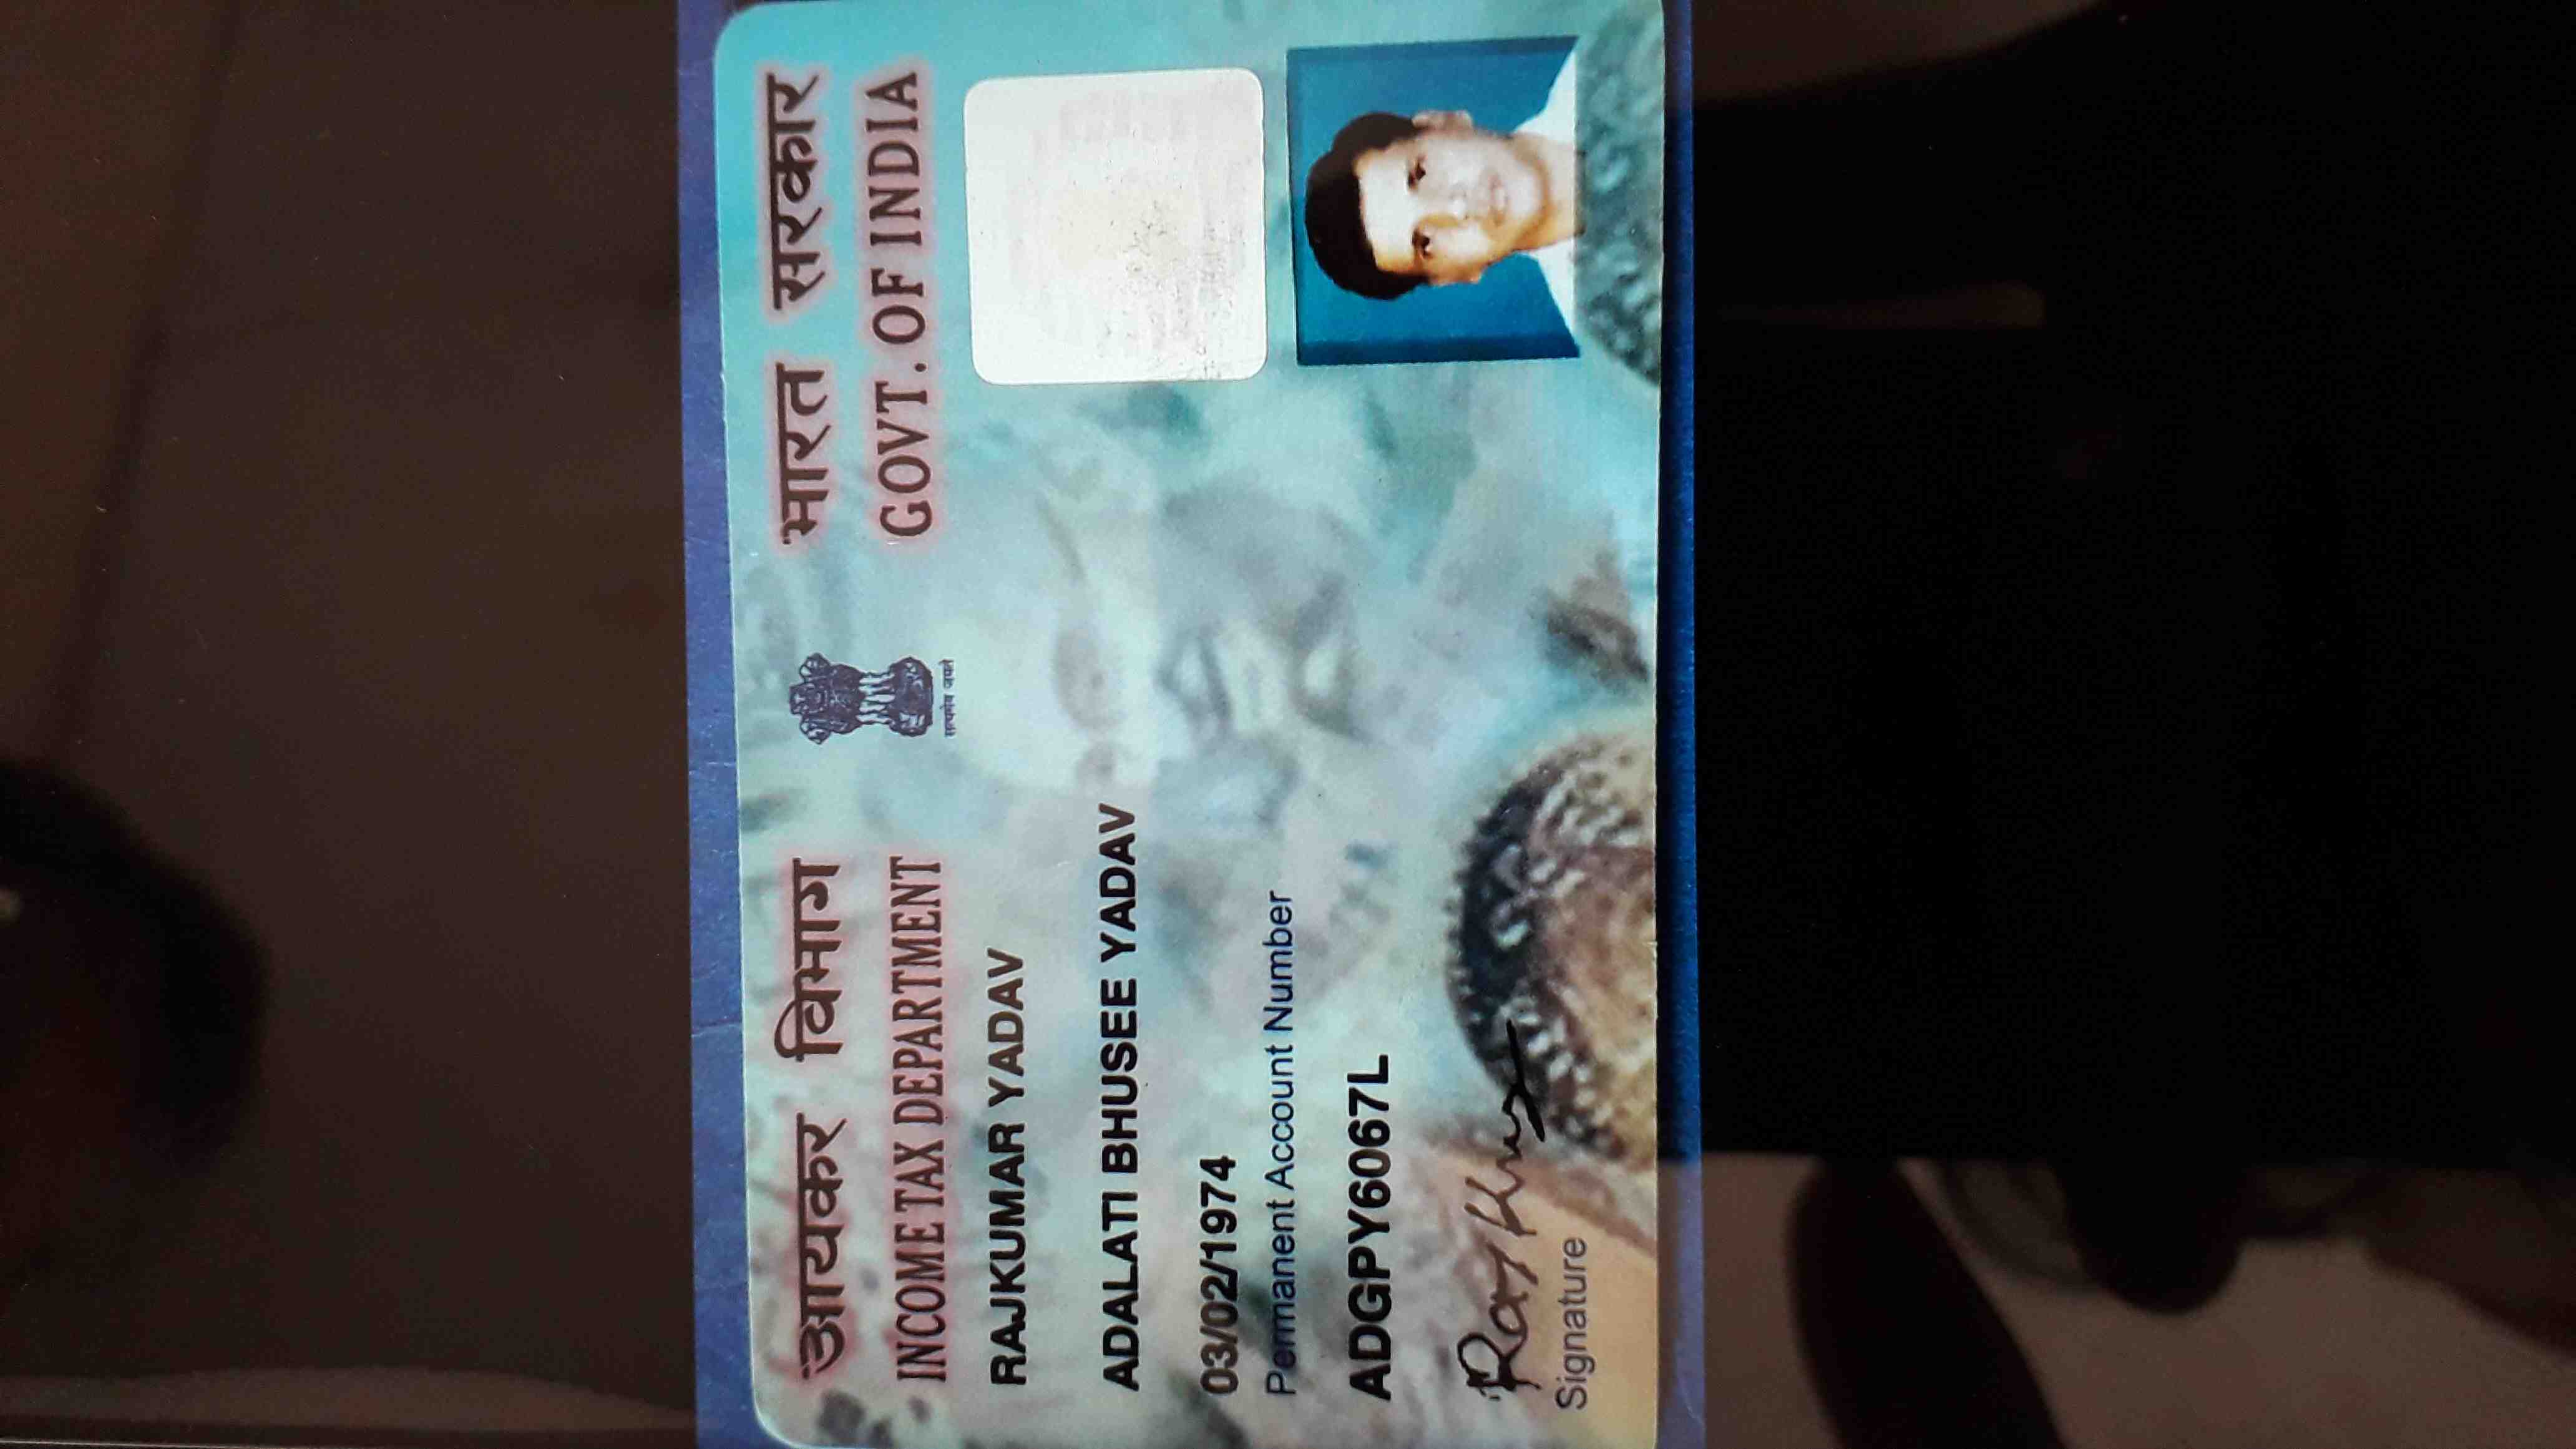 आयकर विभाग
INCOME TAX DEPARTMENT
सत्यमेव जयते
भारत सरकार
GOVT. OF INDIA
RAJKUMAR YADAV
ADALATI BHUSEE YADAV
03/02/1974
Permanent Account Number
ADGPY6067L
Signature